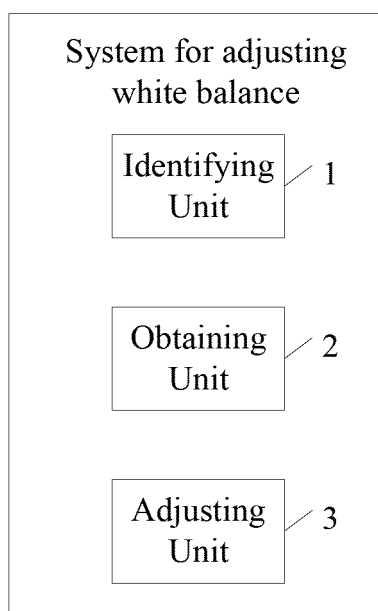 System for adjusting
white balance
Identifying
Unit
1
Obtaining
Unit
2
Adjusting
Unit
3